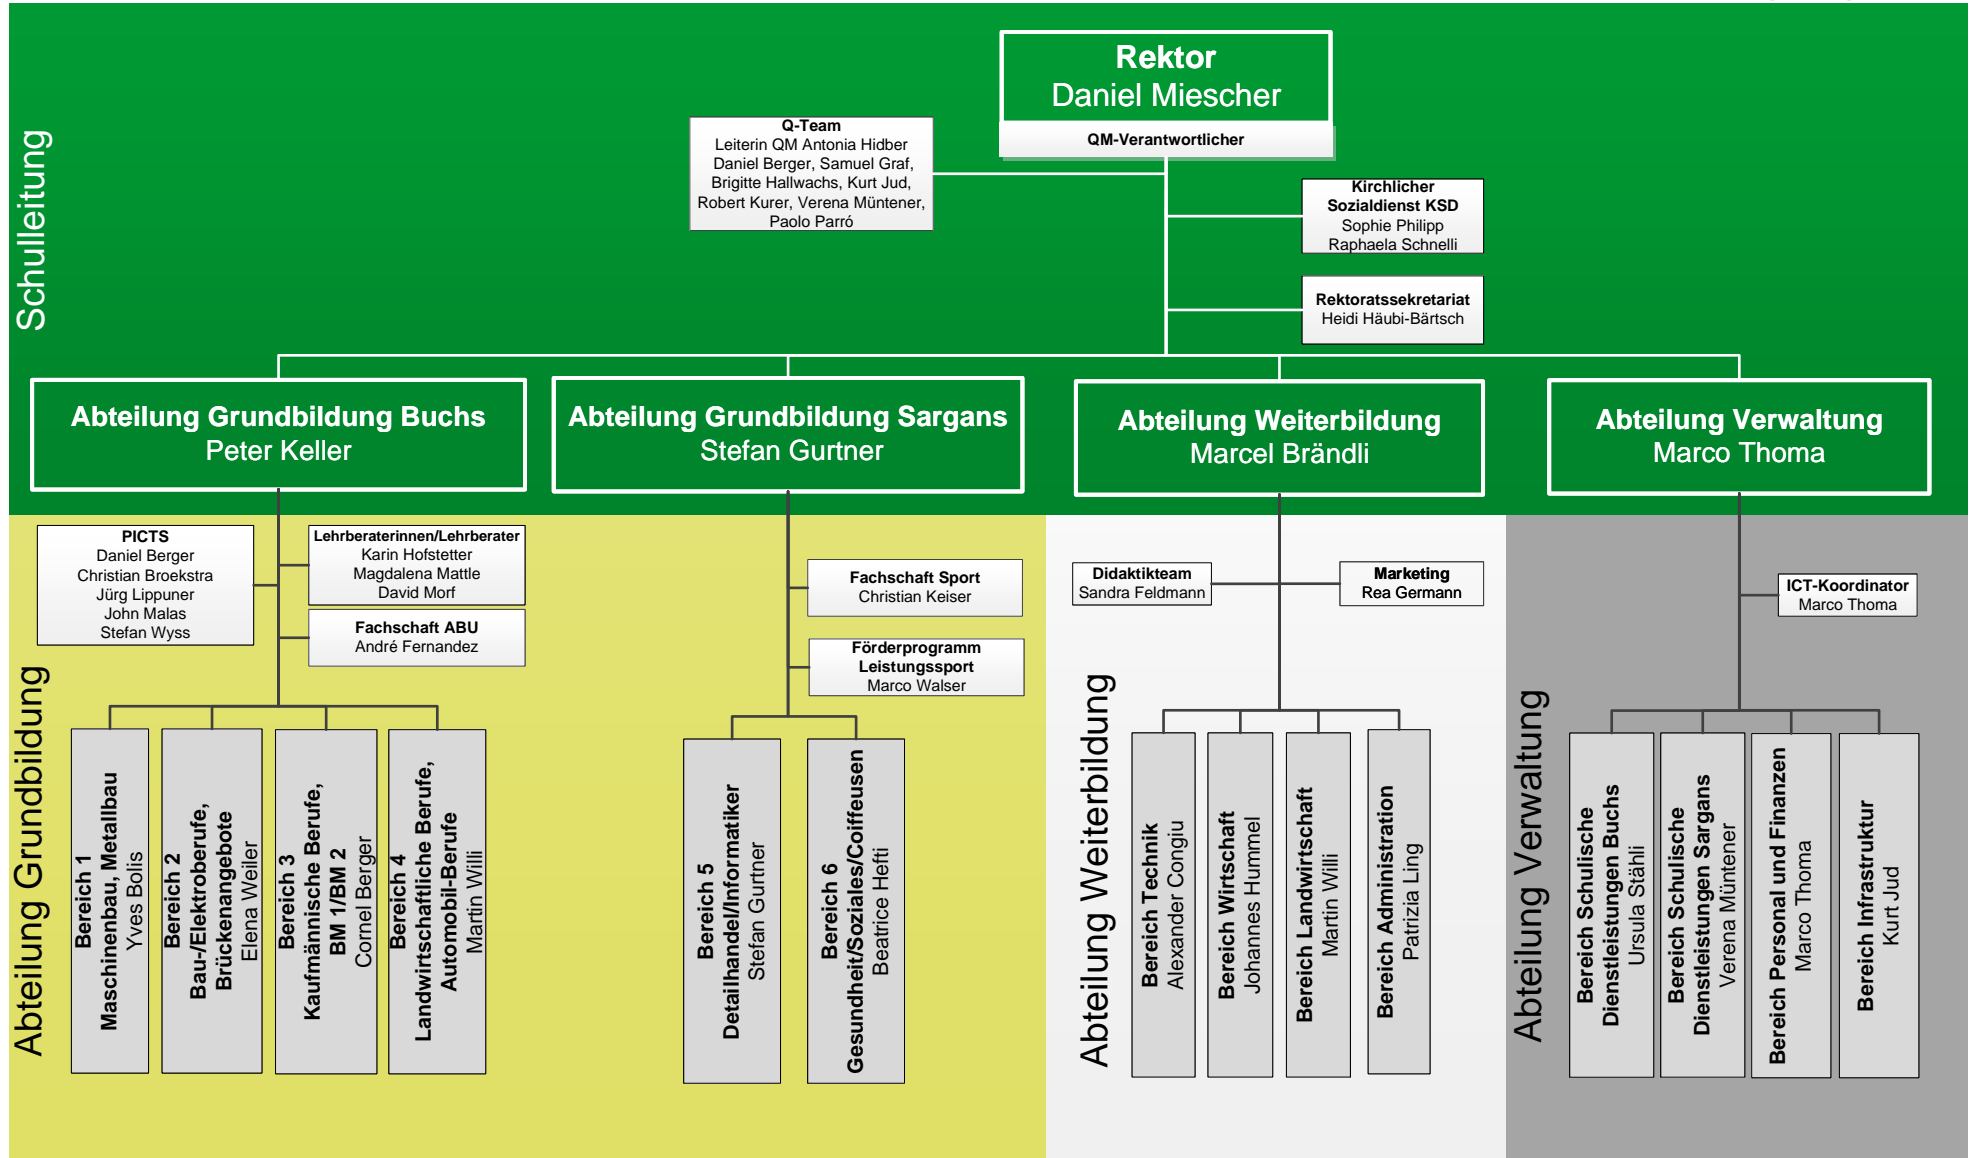 Schulleitung
Rektor
Daniel Miescher
QM-Verantwortlicher
Q-Team
Leiterin QM Antonia Hidber
Daniel Berger, Samuel Graf,
Brigitte Hallwachs, Kurt Jud,
Robert Kurer, Verena Müntener,
Paolo Parró
Kirchlicher
Sozialdienst KSD
Sophie Philipp
Raphaela Schnelli
Rektoratssekretariat
Heidi Häubi-Bärtsch
Abteilung Grundbildung Buchs
Peter Keller
Abteilung Grundbildung Sargans
Stefan Gurtner
Abteilung Weiterbildung
Marcel Brändli
Abteilung Verwaltung
Marco Thoma
Abteilung Grundbildung
PICTS
Daniel Berger
Christian Broekstra
Jürg Lippuner
John Malas
Stefan Wyss
Lehrberaterinnen/Lehrberater
Karin Hofstetter
Magdalena Mattle
David Morf
Fachschaft ABU
André Fernandez
Bereich 1
Maschinenbau, Metallbau
Yves Bolis
Bereich 2
Bau-/Elektroberufe,
Brückenangebote
Elena Weiler
Bereich 3
Kaufmännische Berufe,
BM 1/BM 2
Cornel Berger
Bereich 4
Landwirtschaftliche Berufe,
Automobil-Berufe
Martin Willi
Fachschaft Sport
Christian Keiser
Förderprogramm
Leistungssport
Marco Walser
Bereich 5
Detailhandel/Informatiker
Stefan Gurtner
Bereich 6
Gesundheit/Soziales/Coiffeusen
Beatrice Hefti
Abteilung Weiterbildung
Didaktikteam
Sandra Feldmann
Marketing
Rea Germann
Bereich Technik
Alexander Congiu
Bereich Wirtschaft
Johannes Hummel
Bereich Landwirtschaft
Martin Willi
Bereich Administration
Patrizia Ling
Abteilung Verwaltung
ICT-Koordinator
Marco Thoma
Bereich Schulische
Dienstleistungen Buchs
Ursula Stähli
Bereich Schulische
Dienstleistungen Sargans
Verena Müntener
Bereich Personal und Finanzen
Marco Thoma
Bereich Infrastruktur
Kurt Jud